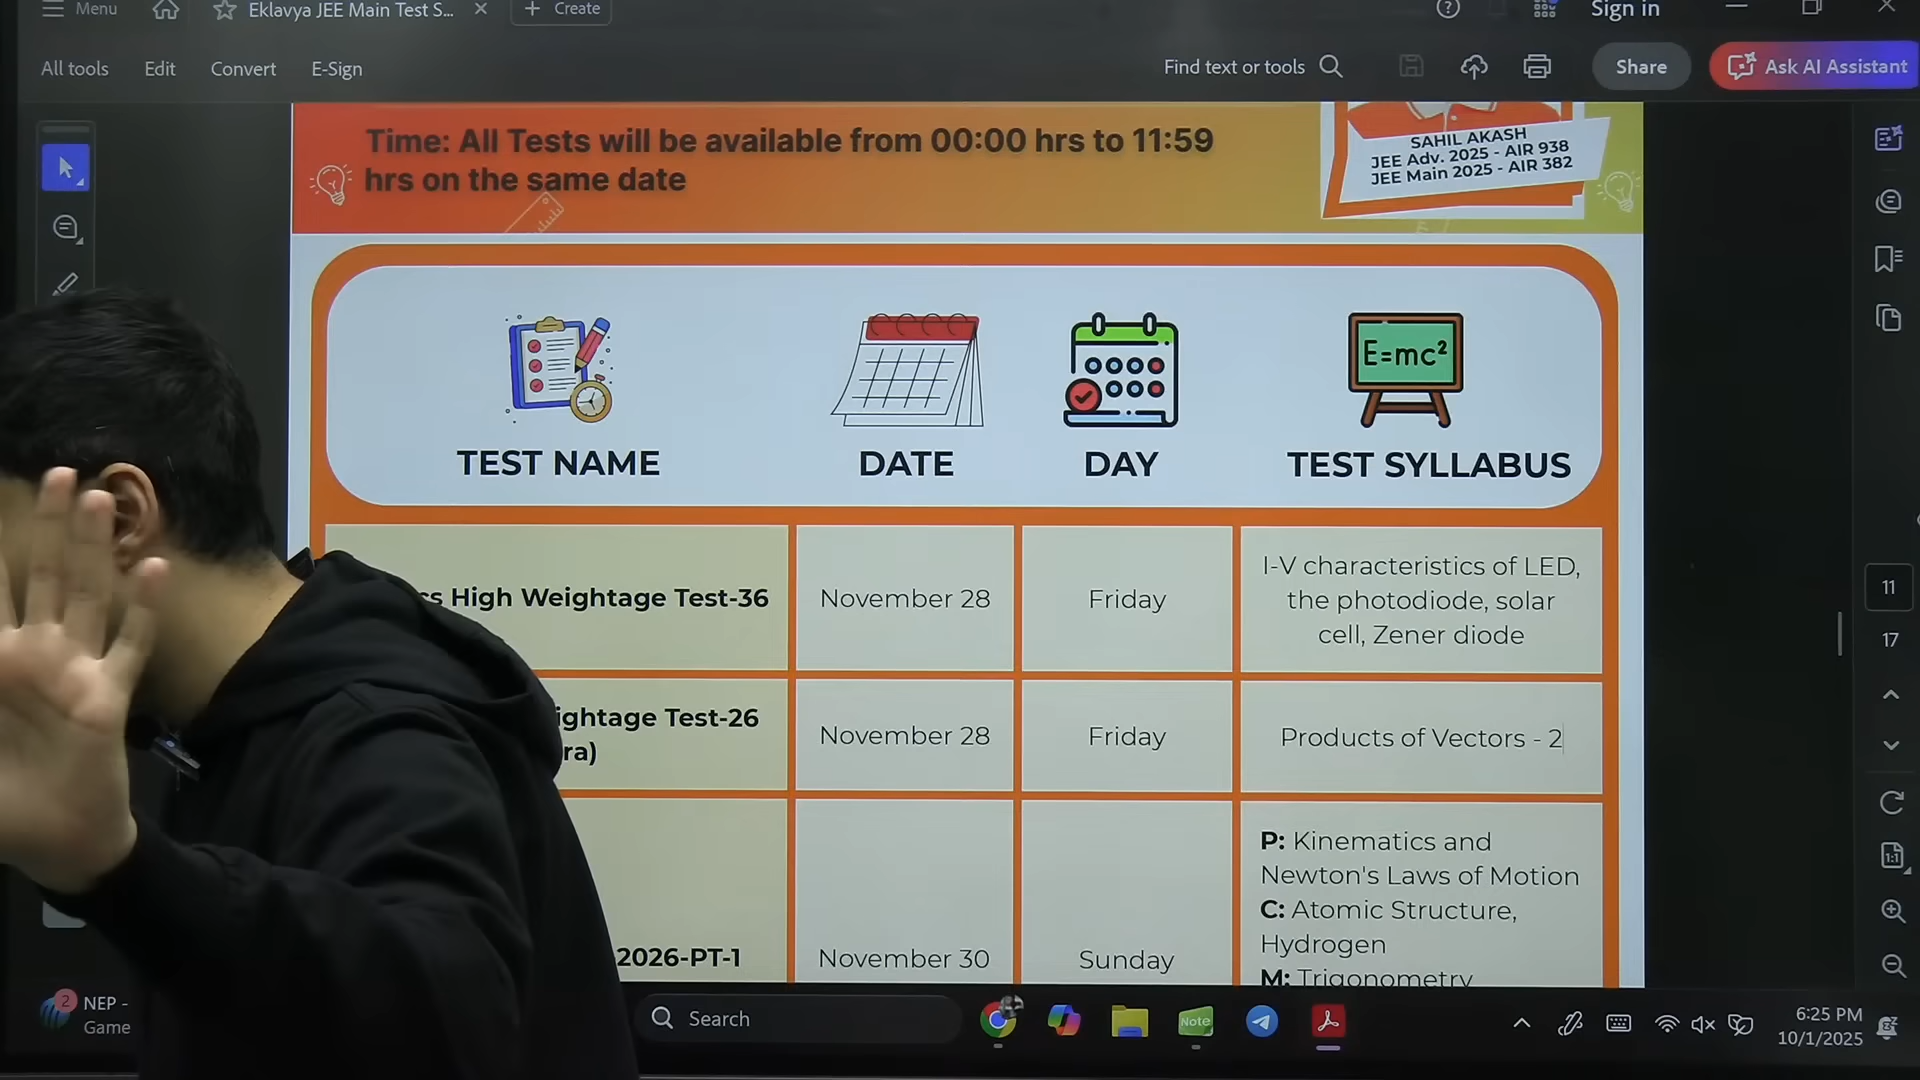 Menu
Eklavya JEE Main Test S...
Create
Sign in
All tools
Edit
Convert
E-Sign
Find text or tools
Share
Ask AI Assistant
Time: All Tests will be available from 00:00 hrs to 11:59
hrs on the same date
SAHIL AKASH
JEE Adv. 2025 - AIR 938
JEE Main 2025 - AIR 382
E=mc²
TEST NAME
DATE
DAY
TEST SYLLABUS
High Weightage Test-36
November 28
Friday
I-V characteristics of LED,
the photodiode, solar
cell, Zener diode
Test-26
November 28
Friday
Products of Vectors - 2
2026-PT-1
November 30
Sunday
P: Kinematics and
Newton's Laws of Motion
C: Atomic Structure,
Hydrogen
M: Trigonometry
11
17
1:1
2
NEP -
Game
Search
Note
6:25 PM
10/1/2025